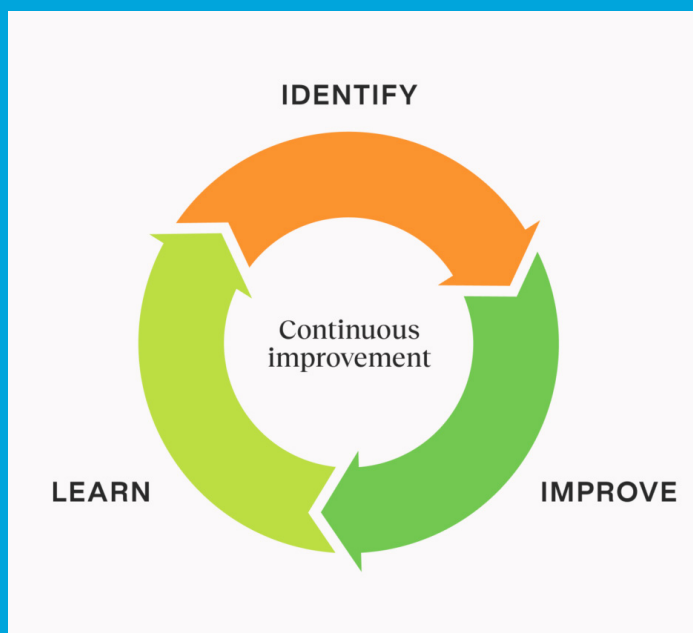 IDENTIFY
Continuous
improvement
LEARN
IMPROVE